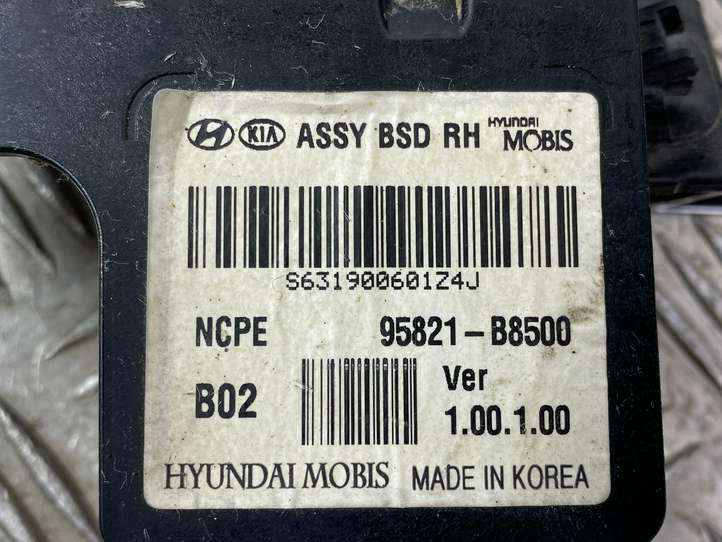 KIA ASSY BSD RH HYUNDAI MOBIS
S631900601Z4J
NCPE 95821-B8500
B02 Ver 1.00.1.00
HYUNDAI MOBIS MADE IN KOREA